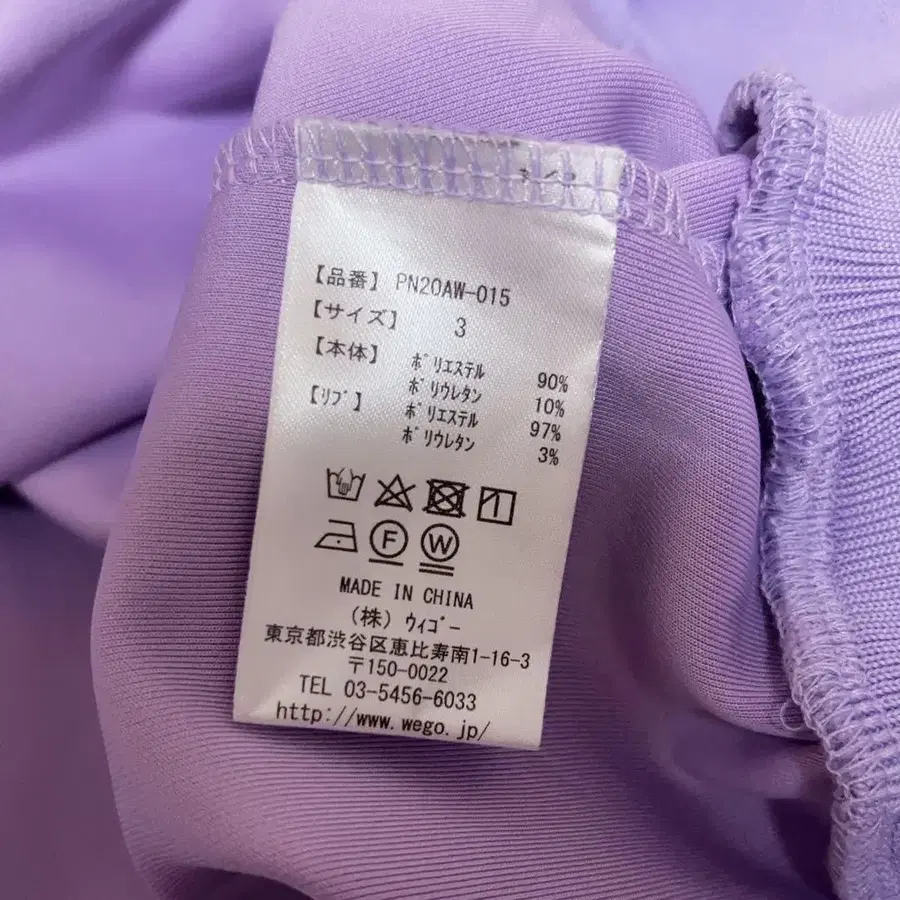 【品番】 PN20AW-015
【サイズ】 3
【本体】 ポリエステル 90%
ポリウレタン 10%
【リブ】 ポリエステル 97%
ポリウレタン 3%
F W
MADE IN CHINA
(株) ウィゴー
東京都渋谷区恵比寿南1-16-3
〒150-0022
TEL 03-5456-6033
http://www.wego.jp/